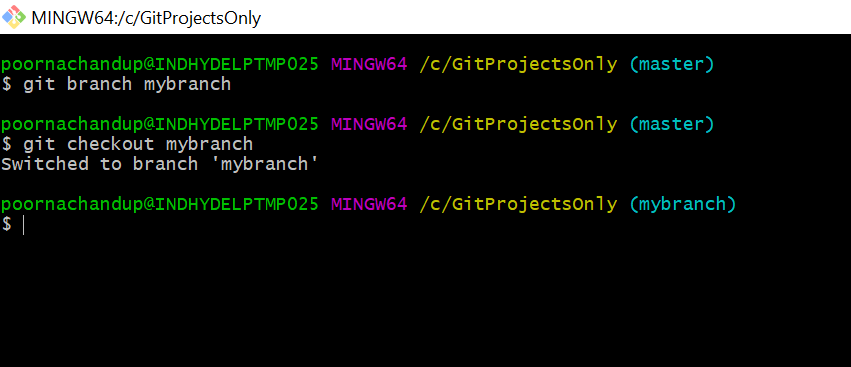 MINGW64:/c/GitProjectsOnly
poornachandup@INDHYDELPTMP025 MINGW64 /c/GitProjectsOnly (master)
$ git branch mybranch
poornachandup@INDHYDELPTMP025 MINGW64 /c/GitProjectsOnly (master)
$ git checkout mybranch
Switched to branch 'mybranch'
poornachandup@INDHYDELPTMP025 MINGW64 /c/GitProjectsOnly (mybranch)
$